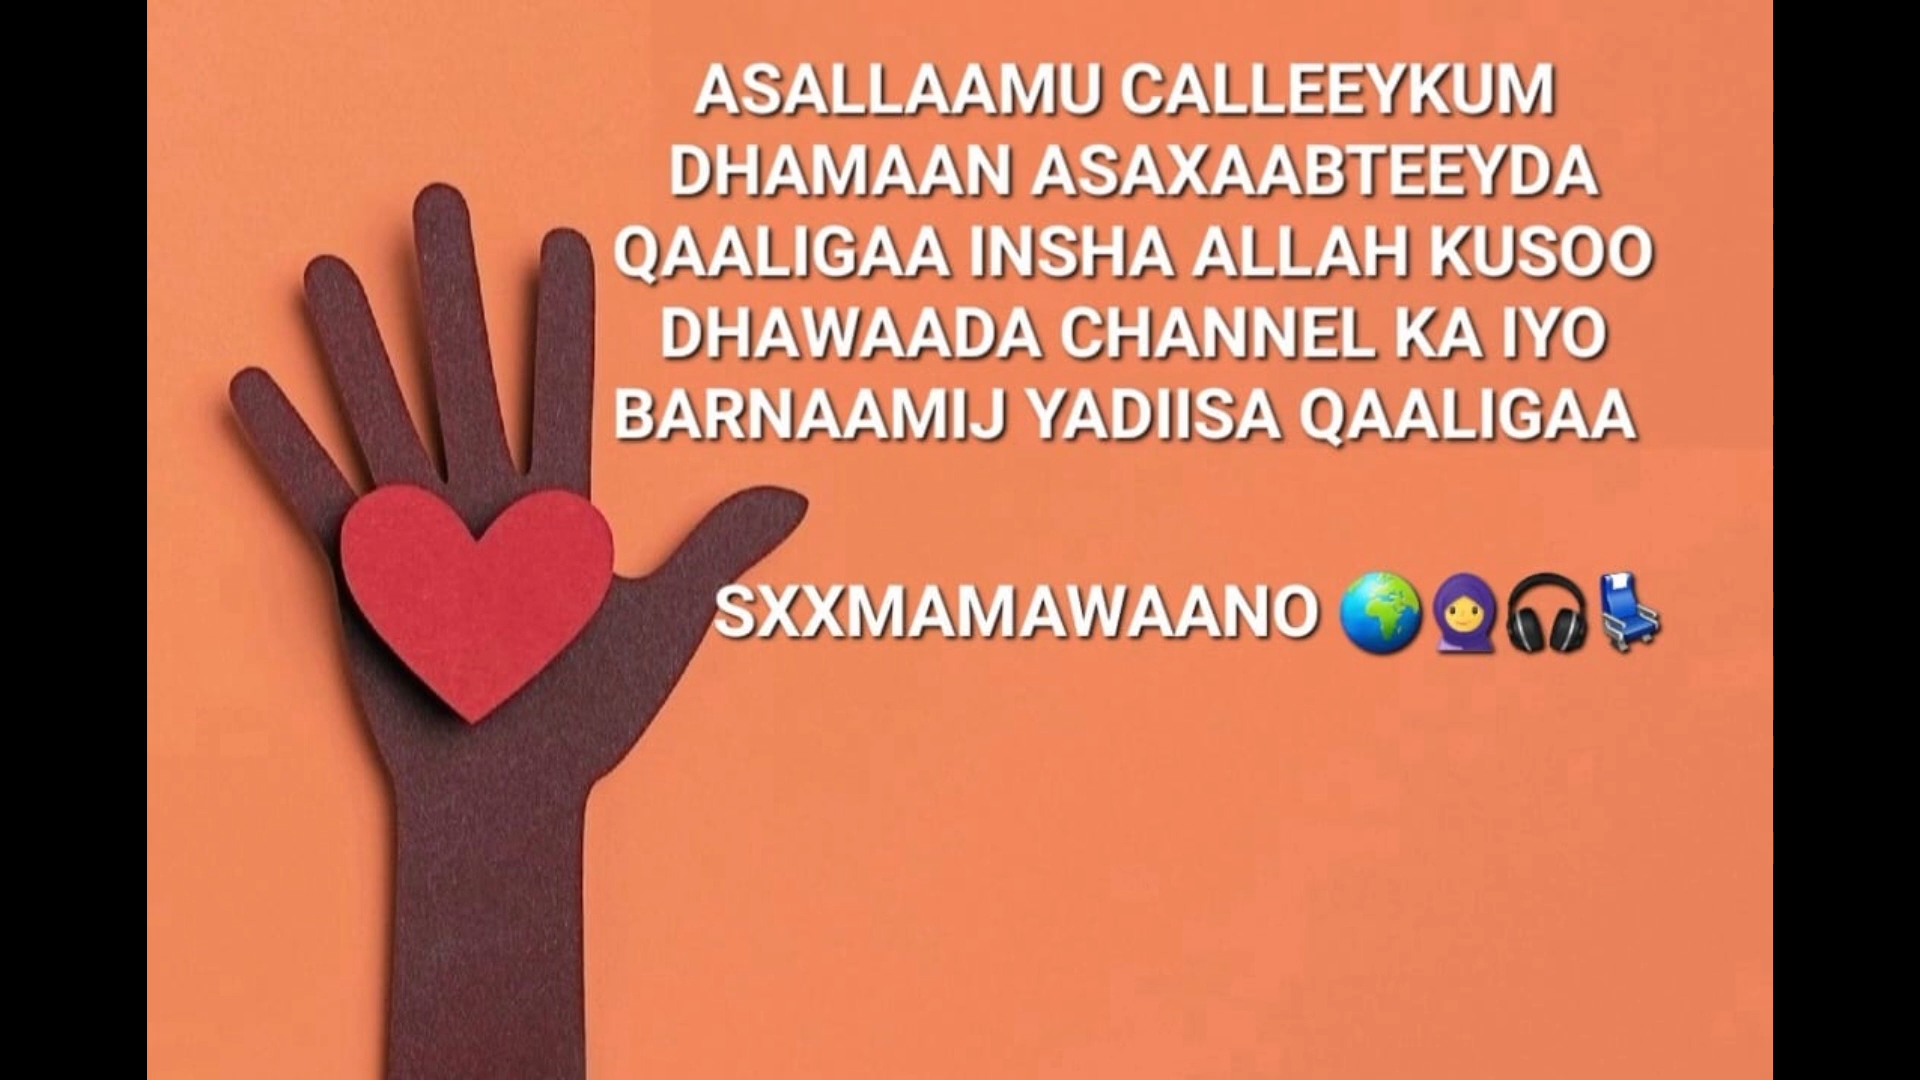 ASALLAAMU CALLEEYKUM
DHAMAAN ASAXAABTEEYDA
QAALIGAA INSHA ALLAH KUSOO
DHAWAADA CHANNEL KA IYO
BARNAAMIJ YADIISA QAALIGAA
SXXMAMAWAANO 🌍🧕🎧💺